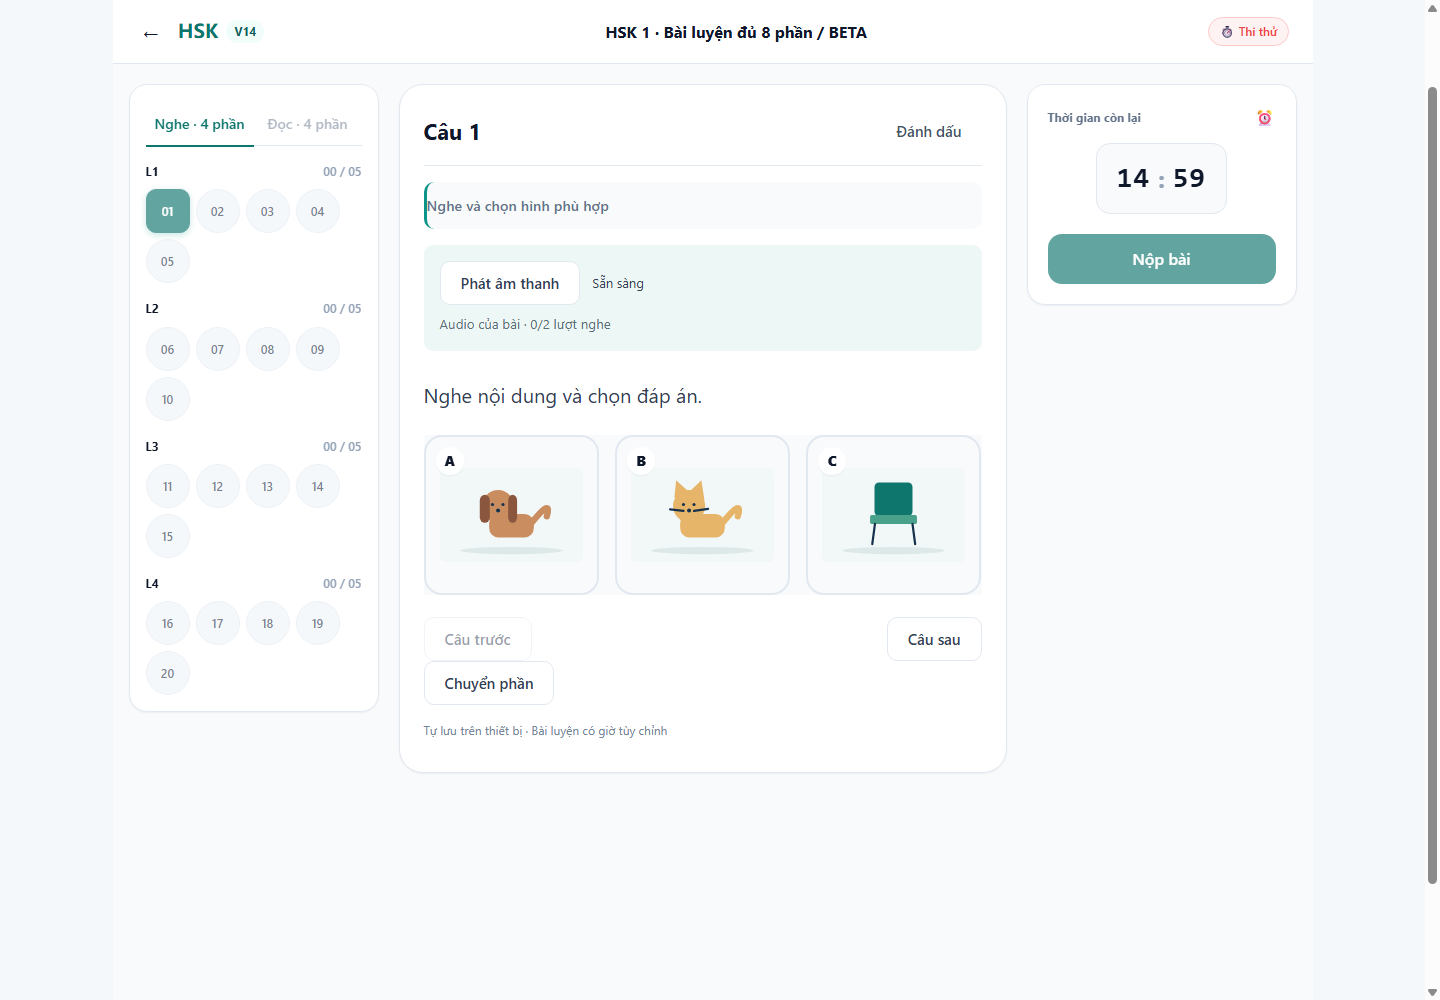 ← HSK V14
HSK 1 · Bài luyện đủ 8 phần / BETA
Thi thử
Nghe · 4 phần
Đọc · 4 phần
L1 00 / 05
01 02 03 04
05
L2 00 / 05
06 07 08 09
10
L3 00 / 05
11 12 13 14
15
L4 00 / 05
16 17 18 19
20
Câu 1
Đánh dấu
Nghe và chọn hình phù hợp
Phát âm thanh
Sẵn sàng
Audio của bài · 0/2 lượt nghe
Nghe nội dung và chọn đáp án.
A B C
Câu trước
Câu sau
Chuyển phần
Tự lưu trên thiết bị · Bài luyện có giờ tùy chỉnh
Thời gian còn lại
14 : 59
Nộp bài